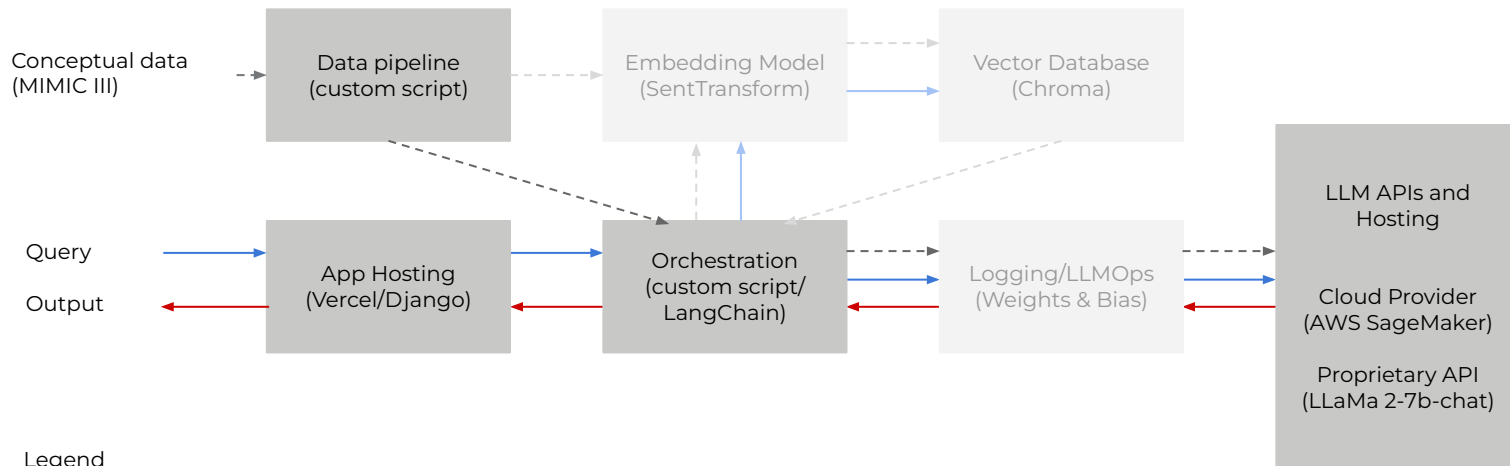 Conceptual data
(MIMIC III)
Data pipeline
(custom script)
Embedding Model
(SentTransform)
Vector Database
(Chroma)
LLM APIs and
Hosting
Cloud Provider
(AWS SageMaker)
Proprietary API
(LLaMa 2-7b-chat)
Query
Output
App Hosting
(Vercel/Django)
Orchestration
(custom script/
LangChain)
Logging/LLMOps
(Weights & Bias)
Legend